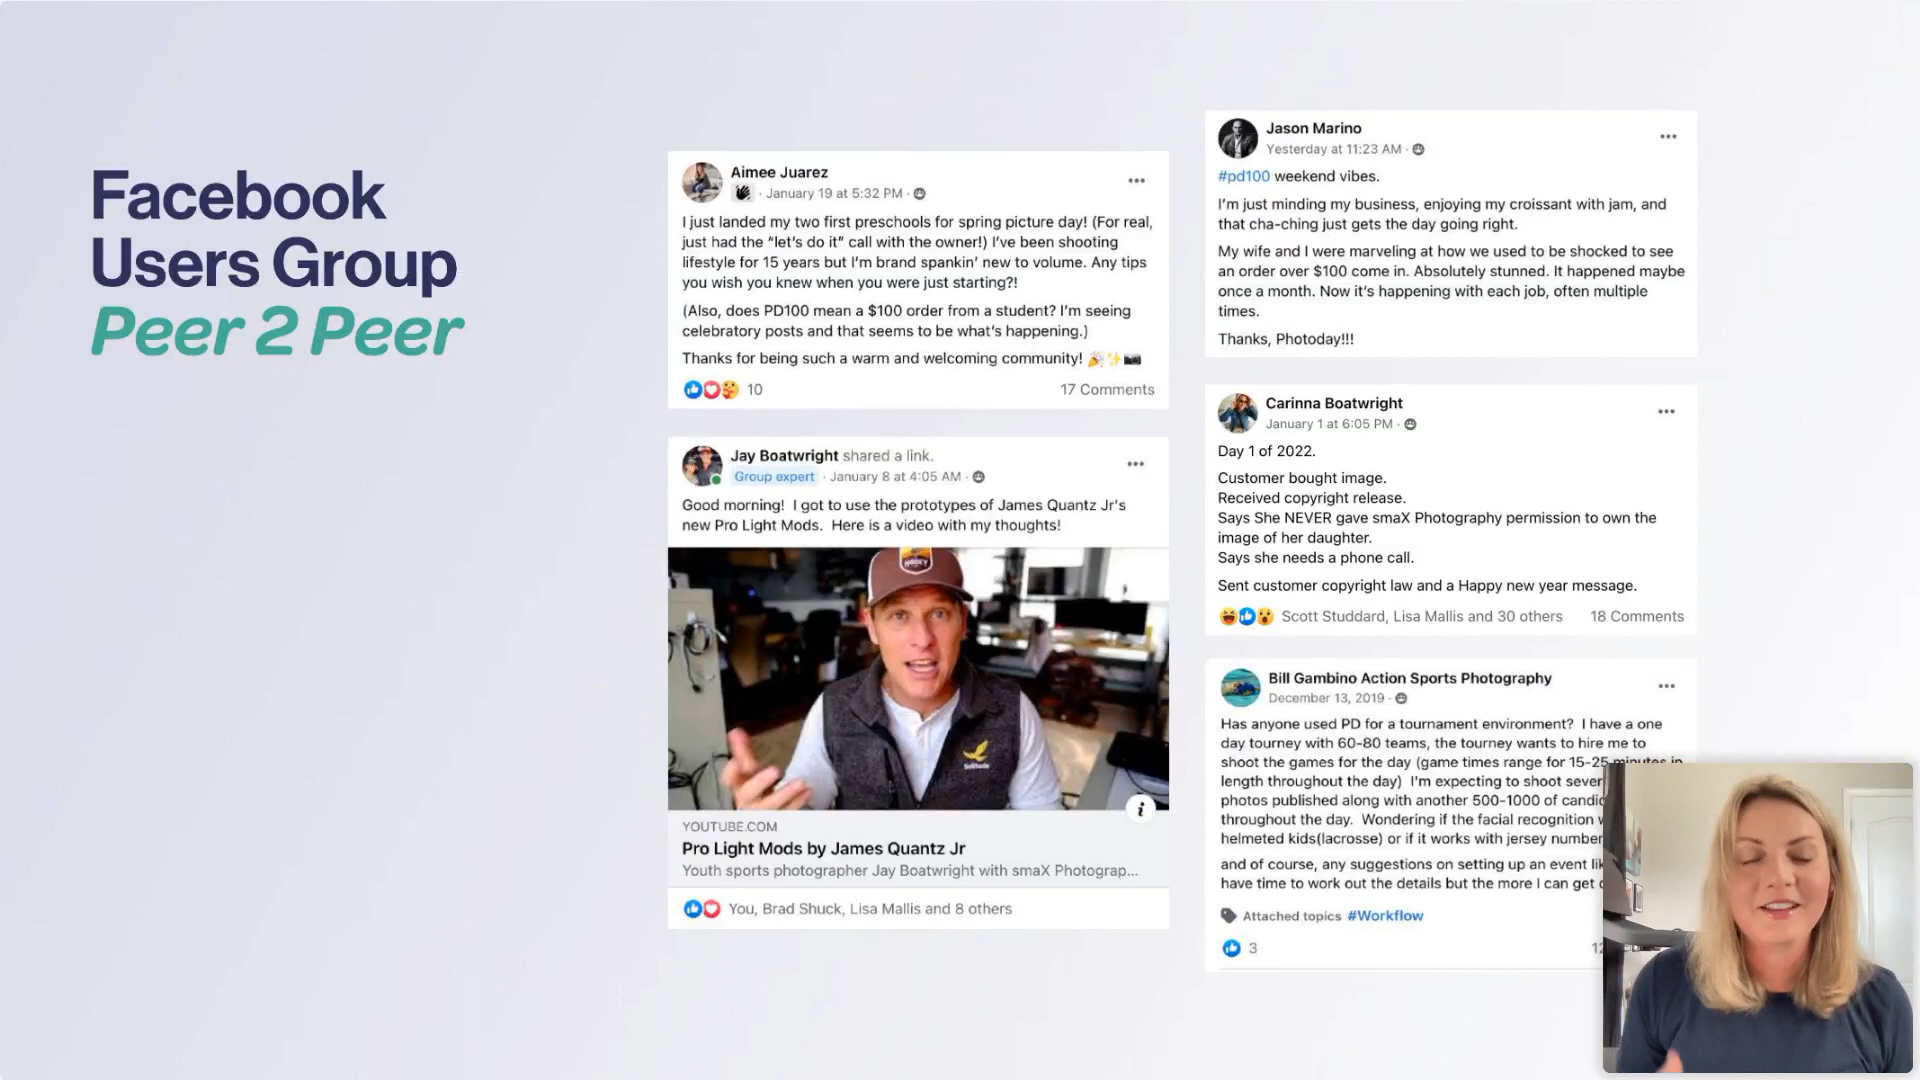 Facebook
Users Group
Peer 2 Peer
Aimee Juarez
· January 19 at 5:32 PM ·
I just landed my two first preschools for spring picture day! (For real,
just had the “let’s do it” call with the owner!) I’ve been shooting
lifestyle for 15 years but I’m brand spankin’ new to volume. Any tips
you wish you knew when you were just starting?!
(Also, does PD100 mean a $100 order from a student? I’m seeing
celebratory posts and that seems to be what’s happening.)
Thanks for being such a warm and welcoming community!
10 17 Comments
Jay Boatwright shared a link.
Group expert · January 8 at 4:05 AM ·
Good morning! I got to use the prototypes of James Quantz Jr's
new Pro Light Mods. Here is a video with my thoughts!
HOOEY
Solitude
YOUTUBE.COM
Pro Light Mods by James Quantz Jr
Youth sports photographer Jay Boatwright with smaX Photograp...
You, Brad Shuck, Lisa Mallis and 8 others
Jason Marino
Yesterday at 11:23 AM ·
#pd100 weekend vibes.
I’m just minding my business, enjoying my croissant with jam, and
that cha-ching just gets the day going right.
My wife and I were marveling at how we used to be shocked to see
an order over $100 come in. Absolutely stunned. It happened maybe
once a month. Now it’s happening with each job, often multiple
times.
Thanks, Photoday!!!
Carinna Boatwright
January 1 at 6:05 PM ·
Day 1 of 2022.
Customer bought image.
Received copyright release.
Says She NEVER gave smaX Photography permission to own the
image of her daughter.
Says she needs a phone call.
Sent customer copyright law and a Happy new year message.
Scott Studdard, Lisa Mallis and 30 others 18 Comments
Bill Gambino Action Sports Photography
December 13, 2019 ·
Has anyone used PD for a tournament environment? I have a one
day tourney with 60-80 teams, the tourney wants to hire me to
shoot the games for the day (game times range for 15-25 minutes in
length throughout the day) I'm expecting to shoot
photos published along with another 500-1000 of
throughout the day. Wondering if the facial recognition
helmeted kids(lacrosse) or if it works with jersey
and of course, any suggestions on setting up an event
have time to work out the details but the more I can get
Attached topics #Workflow
3